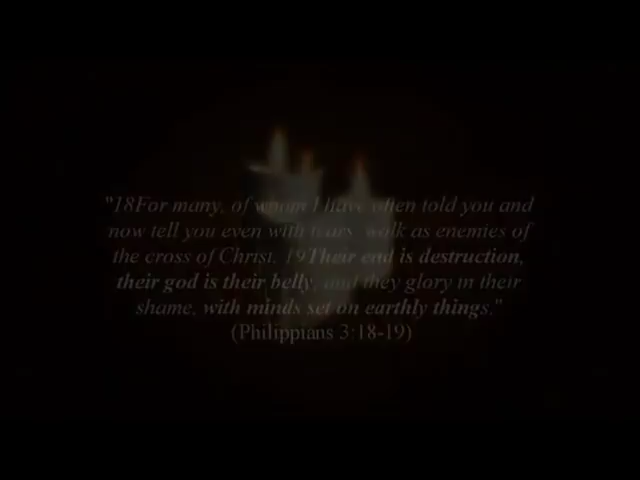 "18For many, of whom I have often told you and
now tell you even with tears, walk as enemies of
the cross of Christ. 19Their end is destruction,
their god is their belly, and they glory in their
shame, with minds set on earthly things."
(Philippians 3:18-19)